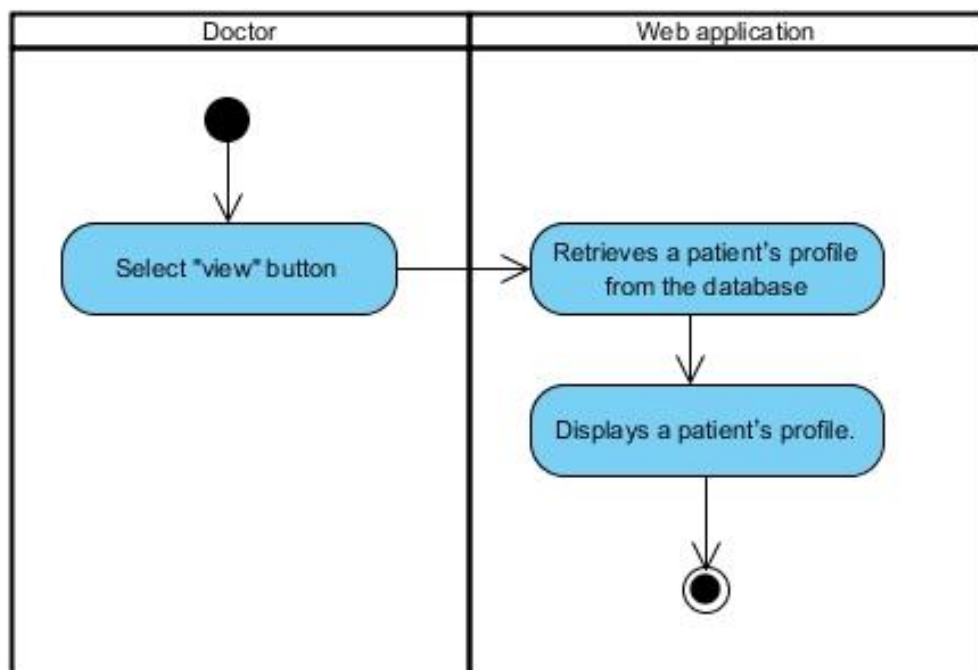 Doctor
Web application
Select "view" button
Retrieves a patient's profile
from the database
Displays a patient's profile.